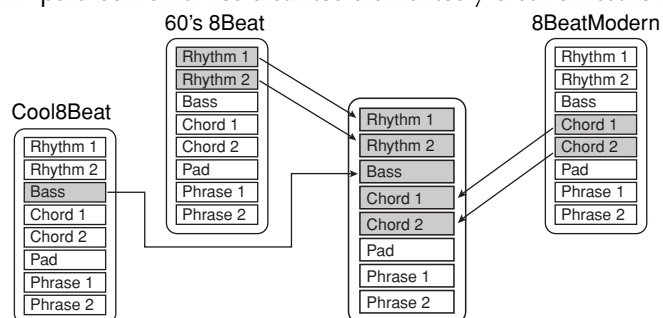 60's 8Beat
Rhythm 1
Rhythm 2
Bass
Chord 1
Chord 2
Pad
Phrase 1
Phrase 2
8BeatModern
Rhythm 1
Rhythm 2
Bass
Chord 1
Chord 2
Pad
Phrase 1
Phrase 2
Cool8Beat
Rhythm 1
Rhythm 2
Bass
Chord 1
Chord 2
Pad
Phrase 1
Phrase 2
Rhythm 1
Rhythm 2
Bass
Chord 1
Chord 2
Pad
Phrase 1
Phrase 2